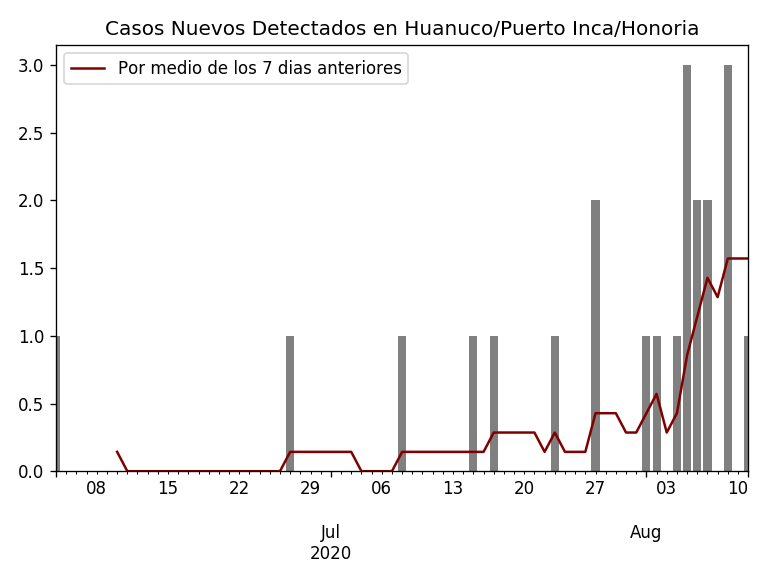 Casos Nuevos Detectados en Huanuco/Puerto Inca/Honoria
Por medio de los 7 dias anteriores
3.0
2.5
2.0
1.5
1.0
0.5
0.0
08 15 22 29 06 13 20 27 03 10
Jul Aug
2020